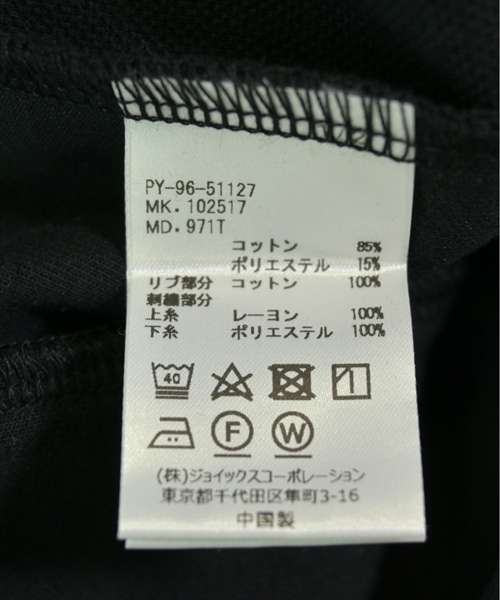 PY-96-51127
MK. 102517
MD. 971T
コットン 85%
ポリエステル 15%
リブ部分 コットン 100%
刺繍部分
上糸 レーヨン 100%
下糸 ポリエステル 100%
40
F W
(株)ジョイックスコーポレーション
東京都千代田区隼町3-16
中国製